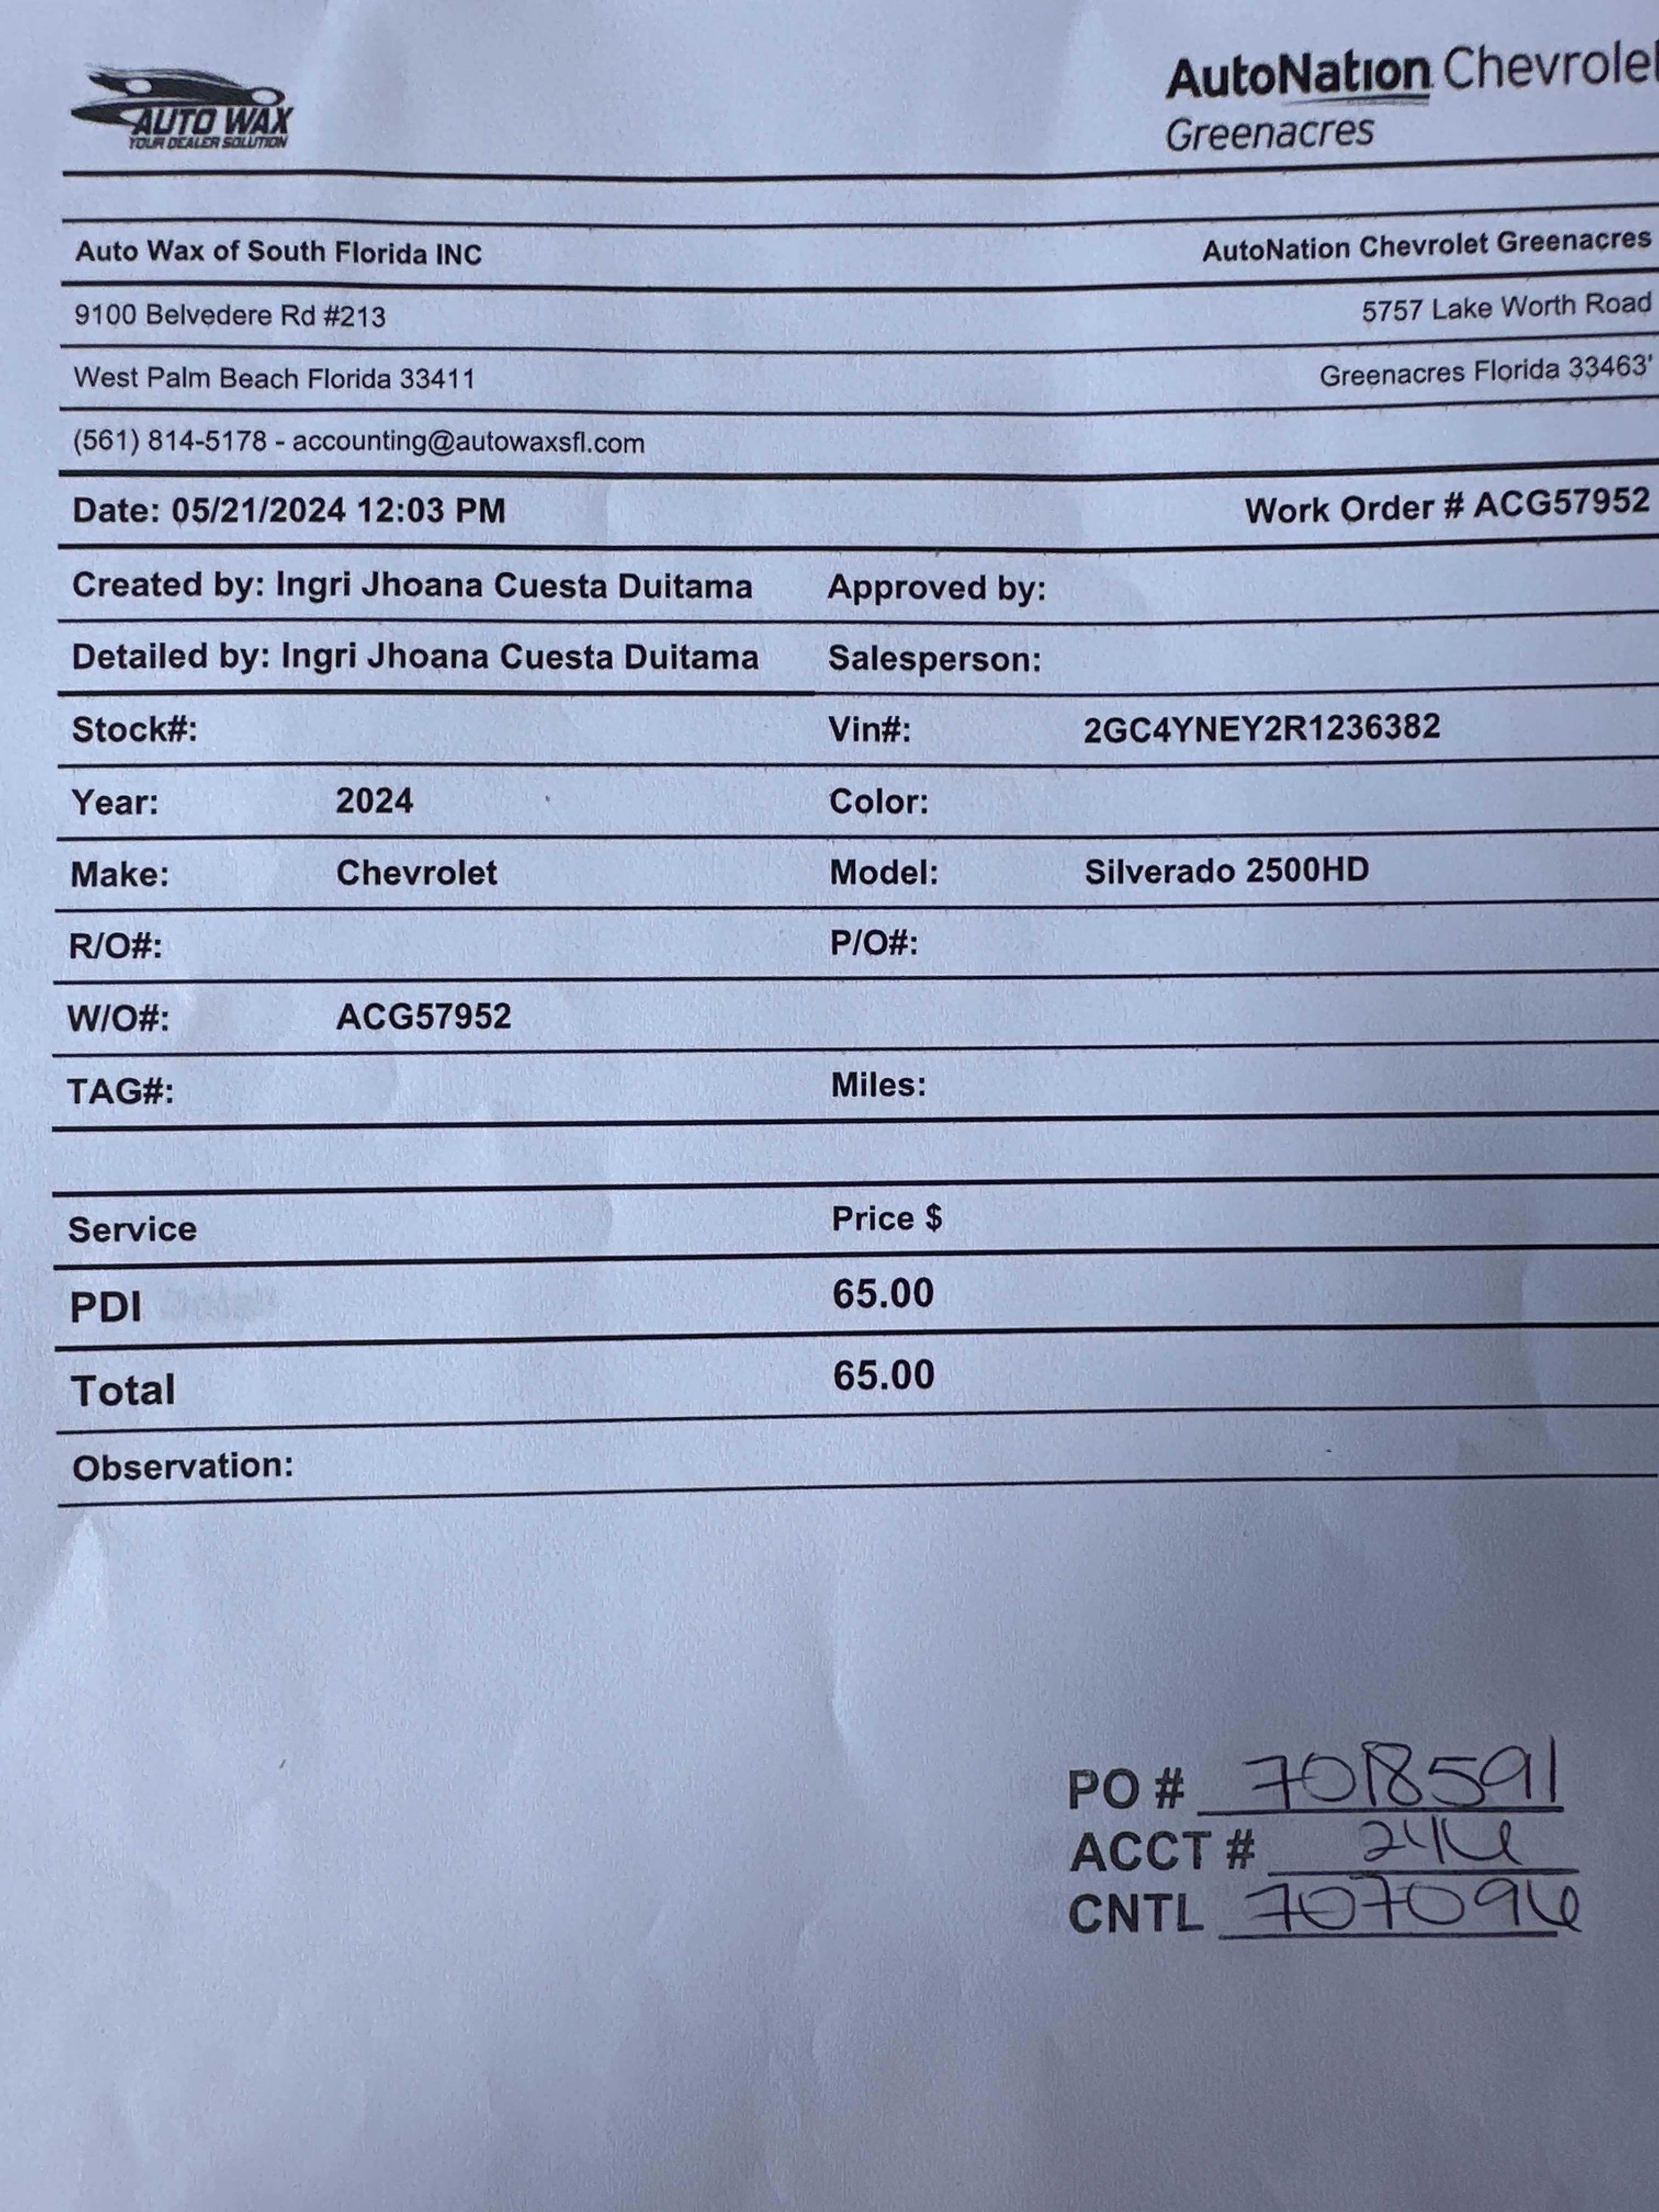 AUTO WAX
YOUR DEALER SOLUTION
AutoNation Chevrolet
Greenacres
Auto Wax of South Florida INC AutoNation Chevrolet Greenacres
9100 Belvedere Rd #213 5757 Lake Worth Road
West Palm Beach Florida 33411 Greenacres Florida 33463'
(561) 814-5178 - accounting@autowaxsfl.com
Date: 05/21/2024 12:03 PM Work Order # ACG57952
Created by: Ingri Jhoana Cuesta Duitama Approved by:
Detailed by: Ingri Jhoana Cuesta Duitama Salesperson:
Stock#: Vin#: 2GC4YNEY2R1236382
Year: 2024 Color:
Make: Chevrolet Model: Silverado 2500HD
R/O#: P/O#:
W/O#: ACG57952
TAG#: Miles:
Service Price $
PDI 65.00
Total 65.00
Observation:
PO # 7018591
ACCT # 246
CNTL 707096